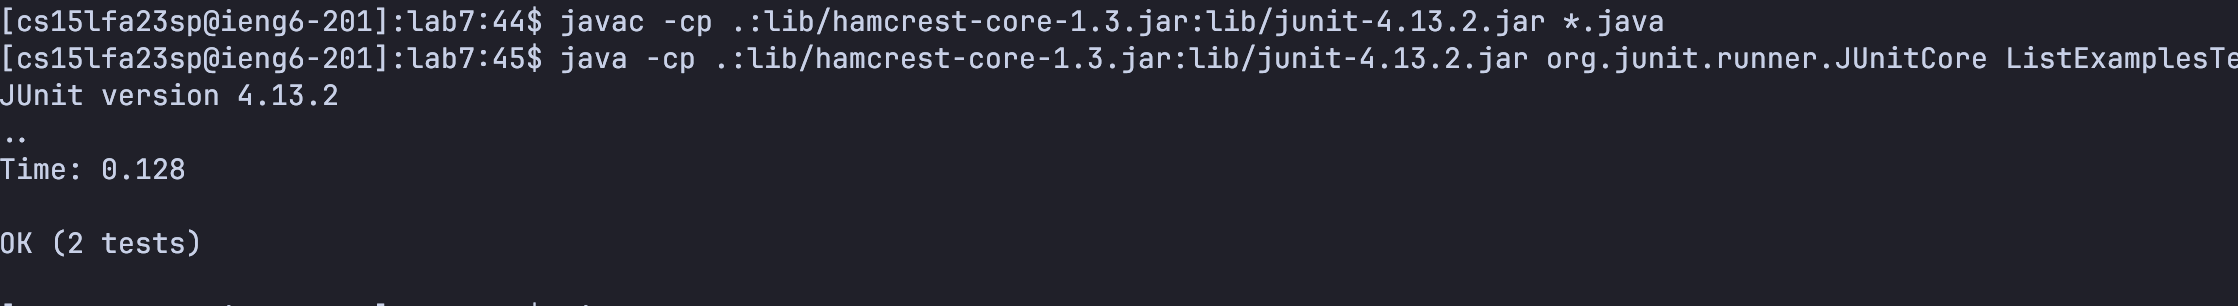 [cs15lfa23sp@ieng6-201]:lab7:44$ javac -cp .:lib/hamcrest-core-1.3.jar:lib/junit-4.13.2.jar *.java
[cs15lfa23sp@ieng6-201]:lab7:45$ java -cp .:lib/hamcrest-core-1.3.jar:lib/junit-4.13.2.jar org.junit.runner.JUnitCore ListExamplesTe
JUnit version 4.13.2
..
Time: 0.128
OK (2 tests)